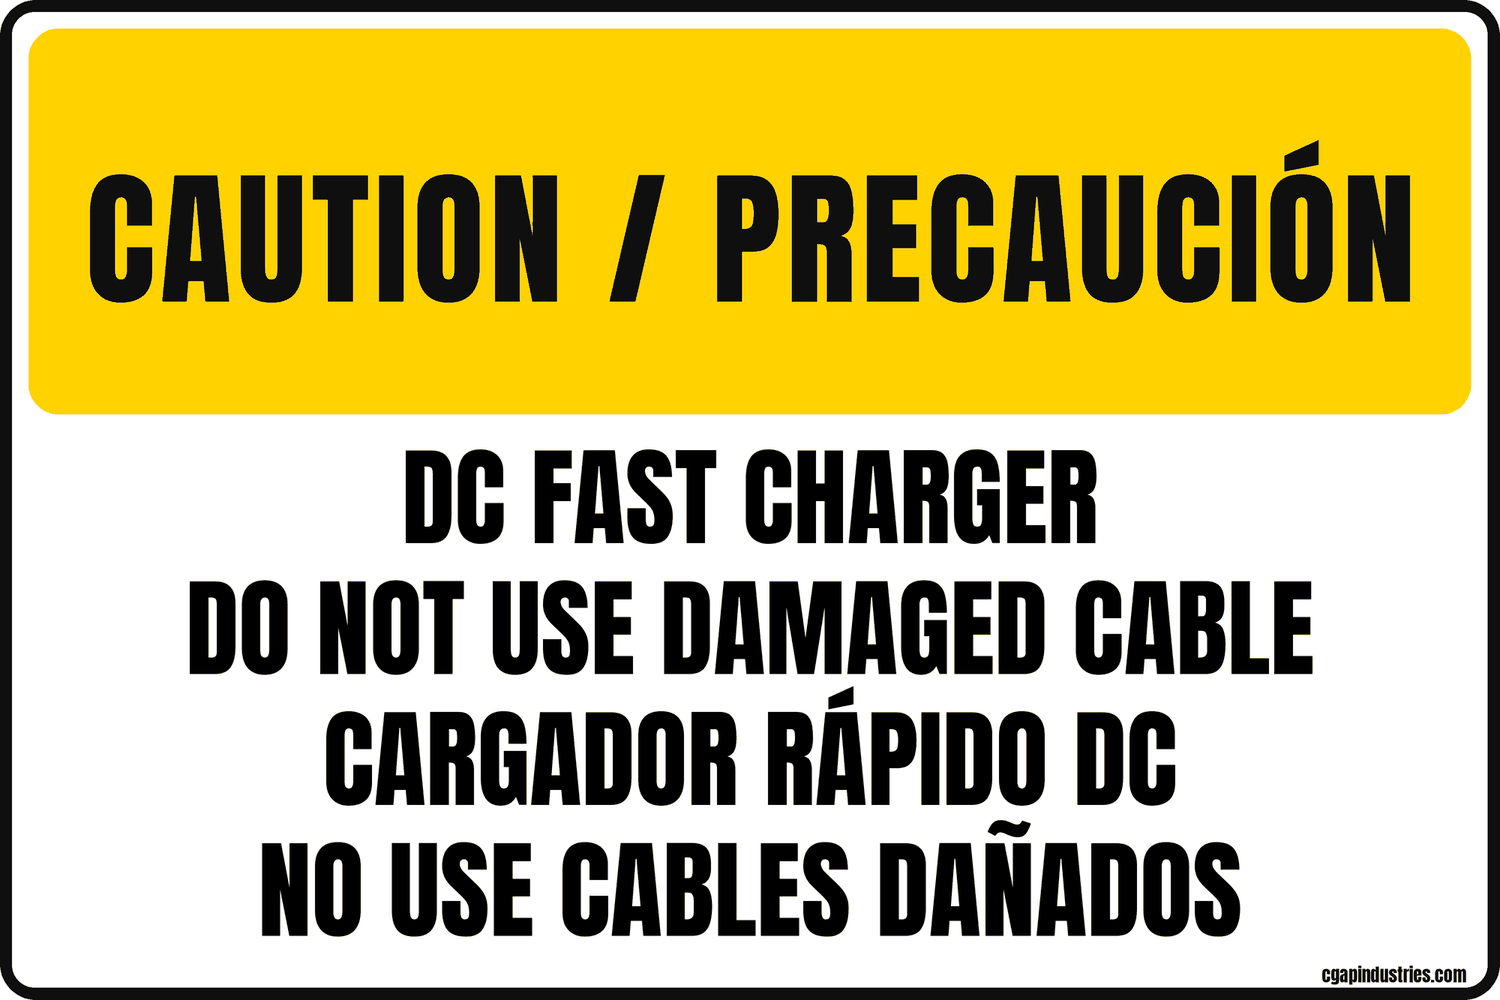 CAUTION / PRECAUCIÓN
DC FAST CHARGER
DO NOT USE DAMAGED CABLE
CARGADOR RÁPIDO DC
NO USE CABLES DAÑADOS
cgapindustries.com